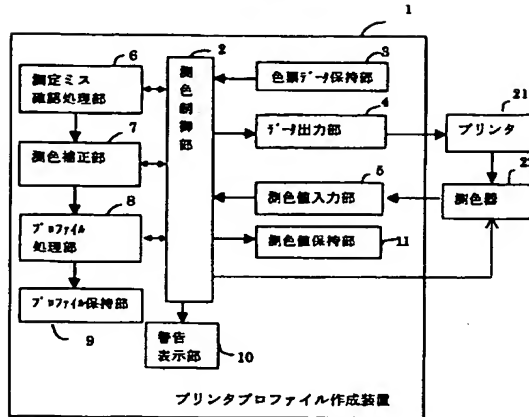 1
6
測定ミス
確認処理部
7
測色補正部
8
プロファイル
処理部
プロファイル保持部
9
2
測色制御部
3
色票データ保持部
4
データ出力部
5
測色値入力部
測色値保持部
11
警告
表示部
10
21
プリンタ
測色器
プリンタプロファイル作成装置